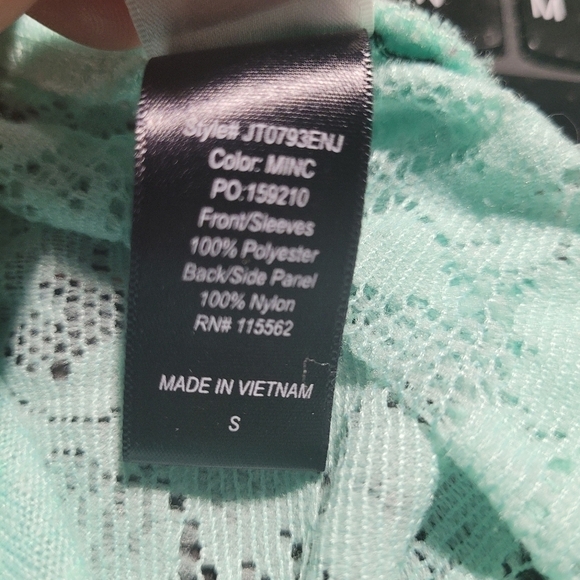 Style# JT0793ENJ
Color: MINC
PO:159210
Front/Sleeves
100% Polyester
Back/Side Panel
100% Nylon
RN# 115562
MADE IN VIETNAM
S
M